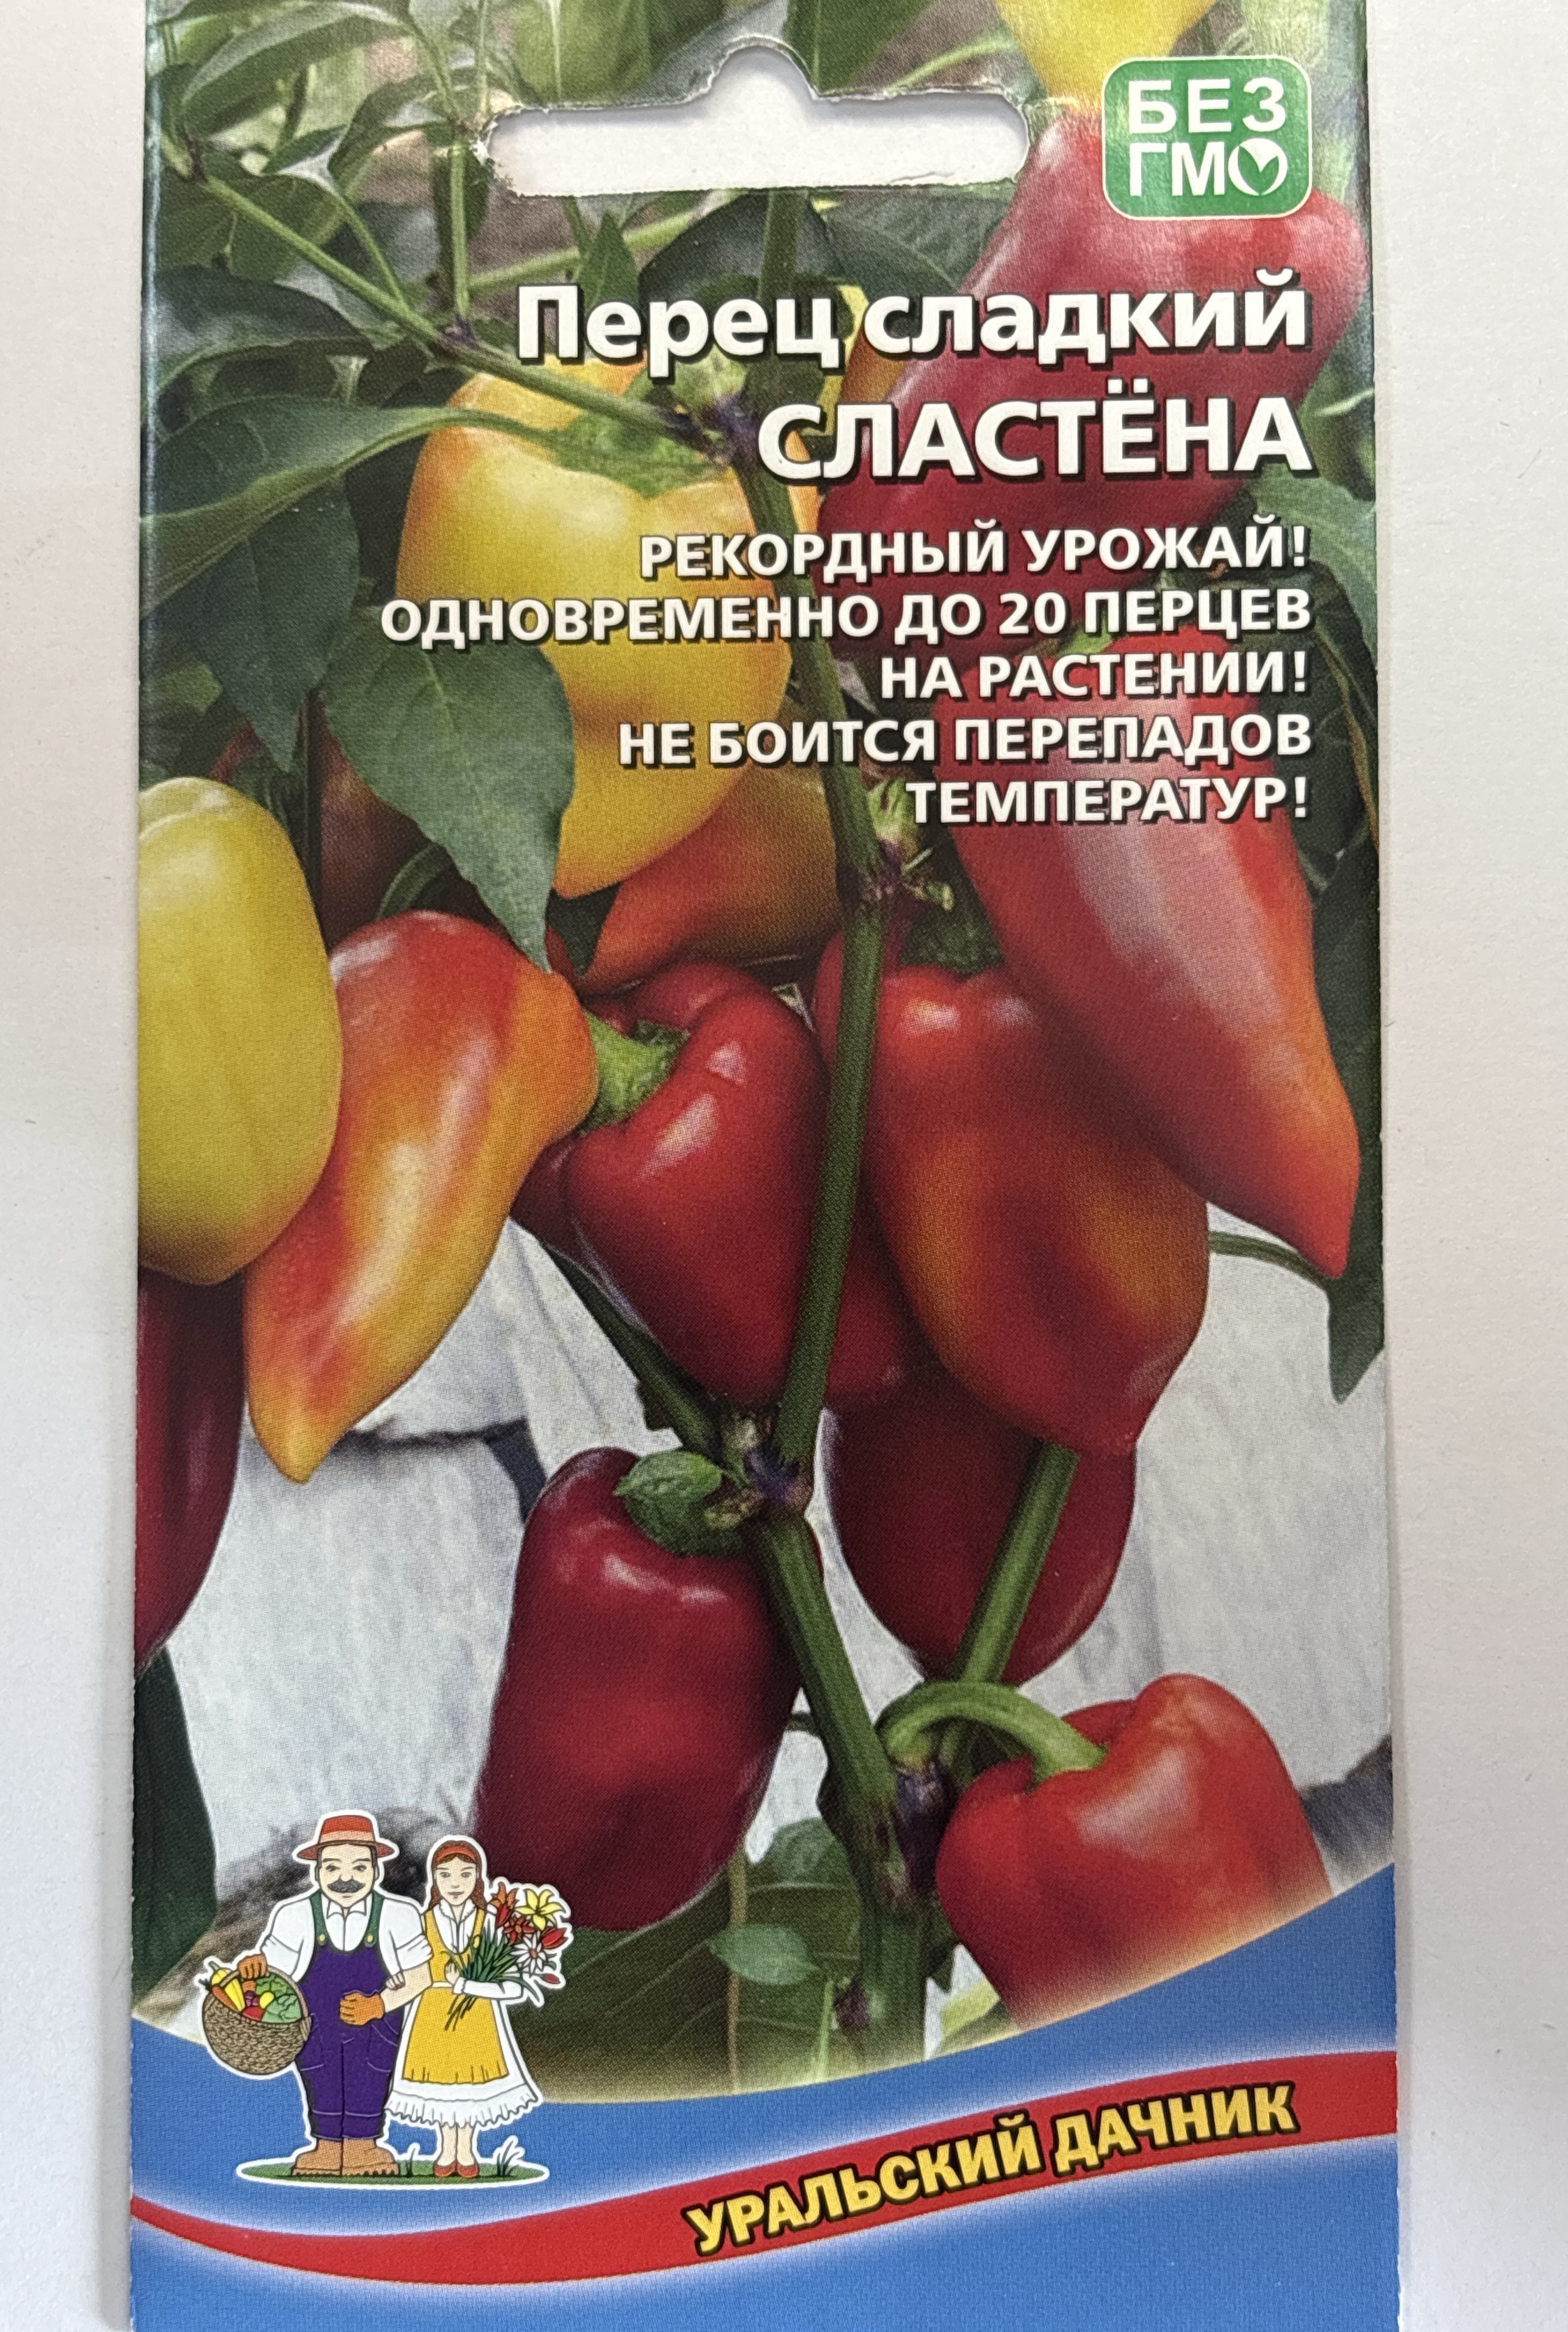 БЕЗ
ГМО
Перец сладкий
СЛАСТЁНА
РЕКОРДНЫЙ УРОЖАЙ!
ОДНОВРЕМЕННО ДО 20 ПЕРЦЕВ
НА РАСТЕНИИ!
НЕ БОИТСЯ ПЕРЕПАДОВ
ТЕМПЕРАТУР!
УРАЛЬСКИЙ ДАЧНИК